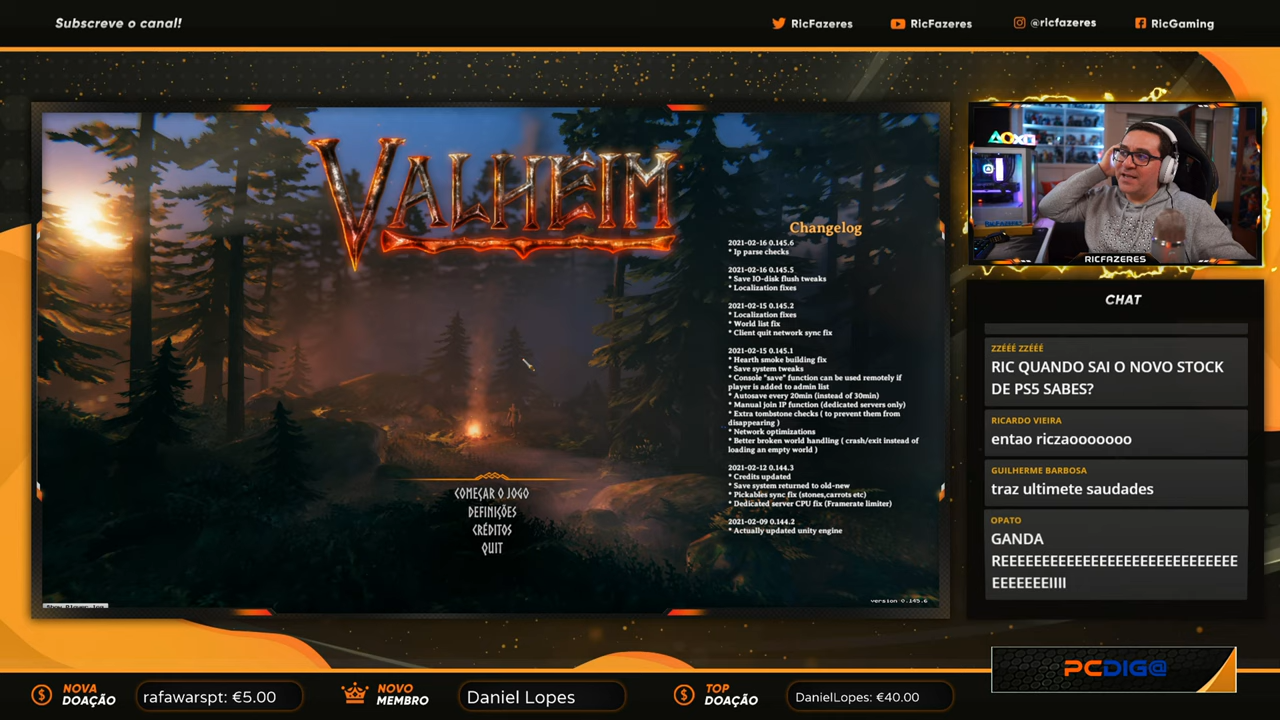 Subscreve o canal!
RicFazeres
RicFazeres
@ricfazeres
RicGaming
VALHEIM
Changelog
2021-02-16 0.145.6
* Ip parse checks
2021-02-16 0.145.5
* Save IO-disk flush tweaks
* Localization fixes
2021-02-15 0.145.2
* Localization fixes
* World list fix
* Client quit network sync fix
2021-02-15 0.145.1
* Hearth smoke building fix
* Save system tweaks
* Console "save" function can be used remotely if
player is added to admin list
* Autosave every 20min (instead of 30min)
* Manual join IP function (dedicated servers only)
* Extra tombstone checks ( to prevent them from
disappearing )
* Network optimizations
* Better broken world handling ( crash/exit instead of
loading an empty world )
2021-02-12 0.144.3
* Credits updated
* Save system returned to old-new
* Pickables sync fix (stones,carrots etc)
* Dedicated server CPU fix (Framerate limiter)
2021-02-09 0.144.2
* Actually updated unity engine
COMEÇAR O JOGO
DEFINIÇÕES
CRÉDITOS
QUIT
version 0.145.6
RICFAZERES
CHAT
ZZÉÉÉ ZZÉÉÉ
RIC QUANDO SAI O NOVO STOCK
DE PS5 SABES?
RICARDO VIEIRA
entao riczaooooooo
GUILHERME BARBOSA
traz ultimete saudades
OPATO
GANDA
REEEEEEEEEEEEEEEEEEEEEEEEEEEE
EEEEEEEIIII
PCDIG@
NOVA
DOAÇÃO
rafawarspt: €5.00
NOVO
MEMBRO
Daniel Lopes
TOP
DOAÇÃO
DanielLopes: €40.00